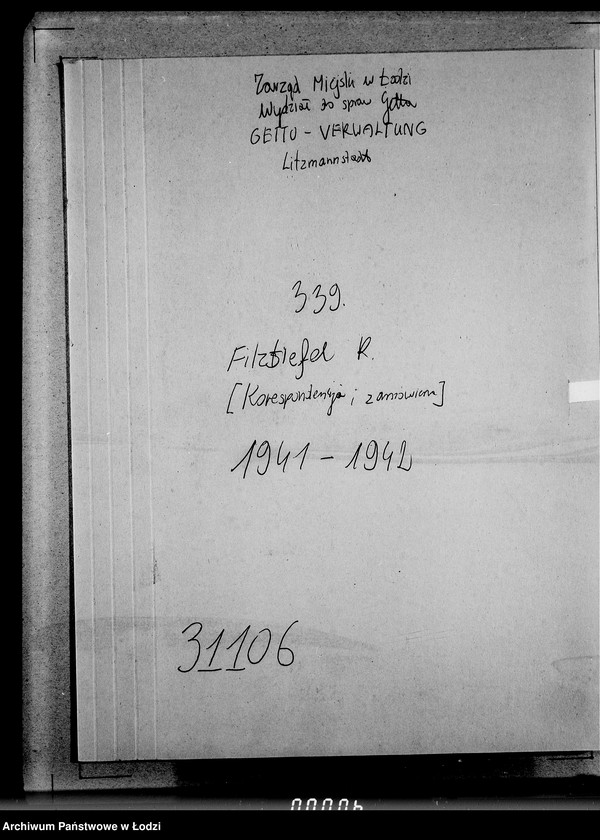 Zarząd Miejski w Łodzi
Wydział do spraw Getta
GETTO - VERWALTUNG
Litzmannstadt
339.
Filzstiefel R.
[Korespondencja i zamówienia]
1941 - 1942
31106
00006
Archiwum Państwowe w Łodzi